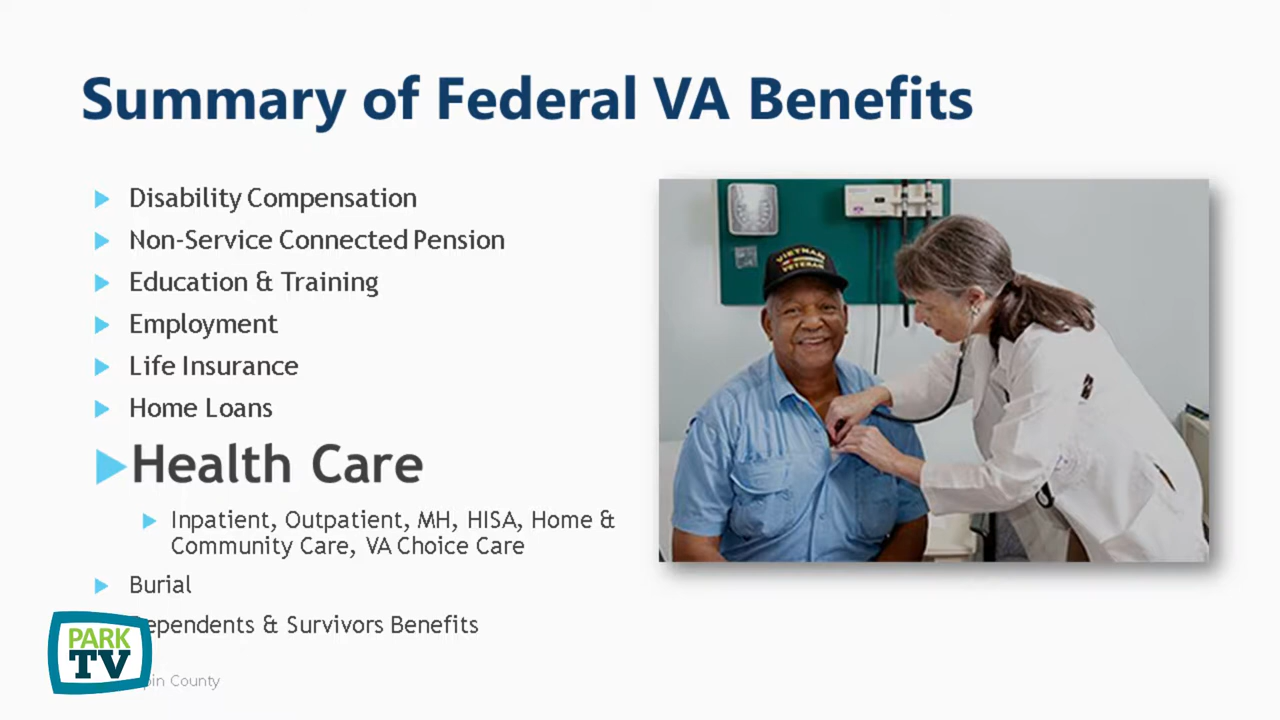 Summary of Federal VA Benefits
Disability Compensation
Non-Service Connected Pension
Education & Training
Employment
Life Insurance
Home Loans
Health Care
Inpatient, Outpatient, MH, HISA, Home &
Community Care, VA Choice Care
Burial
ependents & Survivors Benefits
PARK
TV
pin County
VIETNAM
VETERAN